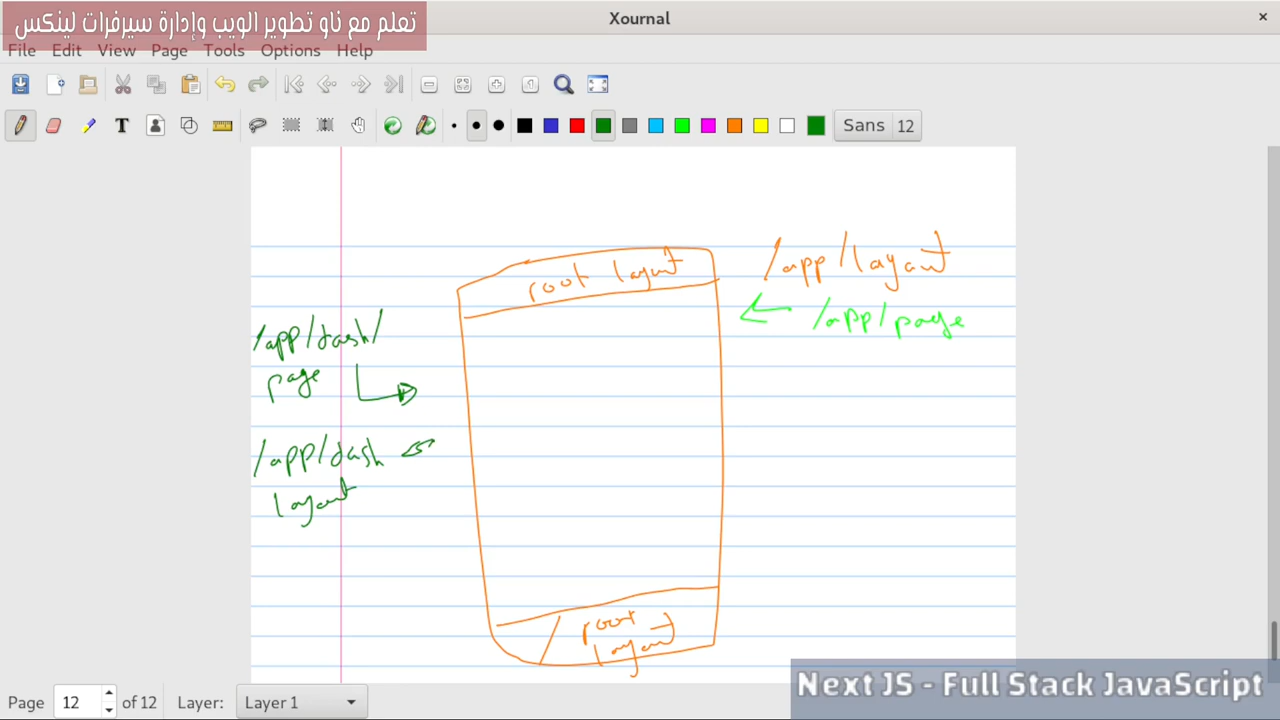 تعلم مع ناو تطوير الويب وإدارة سيرفرات لينكس
Xournal
File Edit View Page Tools Options Help
Sans 12
root layout
/app/layout
/app/page
/app/dash/
page
/app/dash
layout
root
layout
Next JS - Full Stack JavaScript
Page 12 of 12 Layer: Layer 1